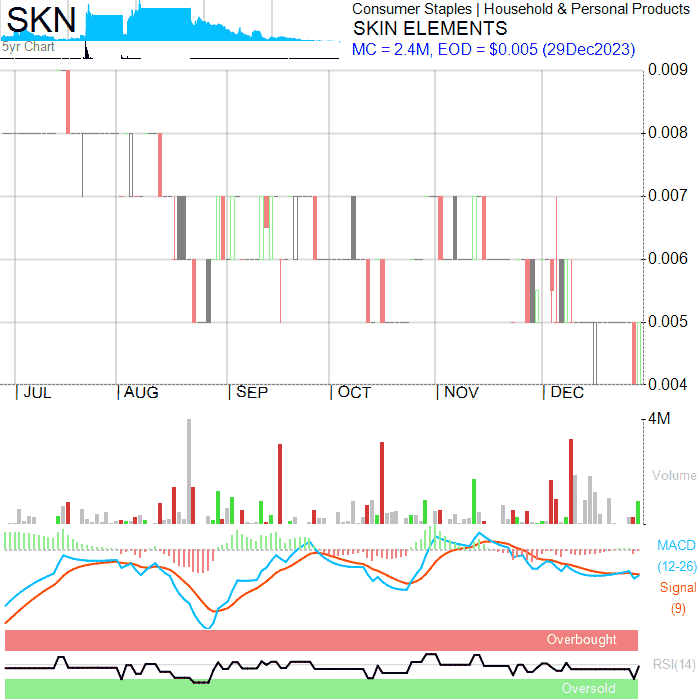 SKN
Consumer Staples | Household & Personal Products
SKIN ELEMENTS
5yr Chart
MC = 2.4M, EOD = $0.005 (29Dec2023)
0.009
0.008
0.007
0.006
0.005
0.004
JUL
AUG
SEP
OCT
NOV
DEC
4M
Volume
MACD
(12-26)
Signal
(9)
Overbought
RSI(14)
Oversold